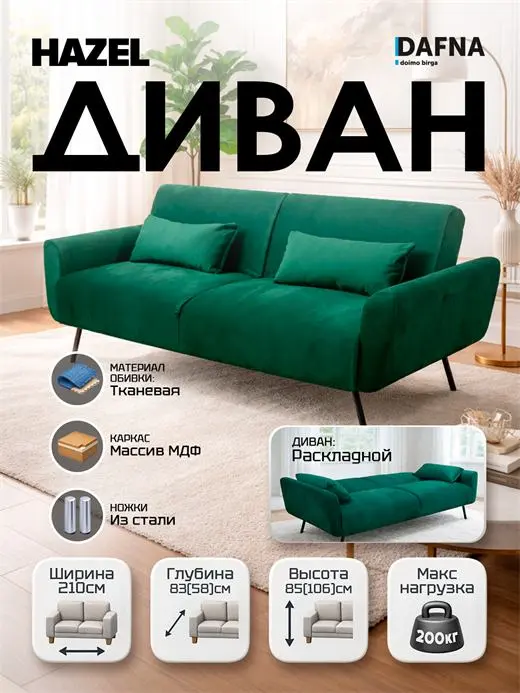 HAZEL
DAFNA
doimo birga
ДИВАН
МАТЕРИАЛ
ОБИВКИ:
Тканевая
КАРКАС
Массив МДФ
НОЖКИ
Из стали
ДИВАН:
Раскладной
Ширина
210см
Глубина
83(58)см
Высота
85(106)см
Макс
нагрузка
200КГ